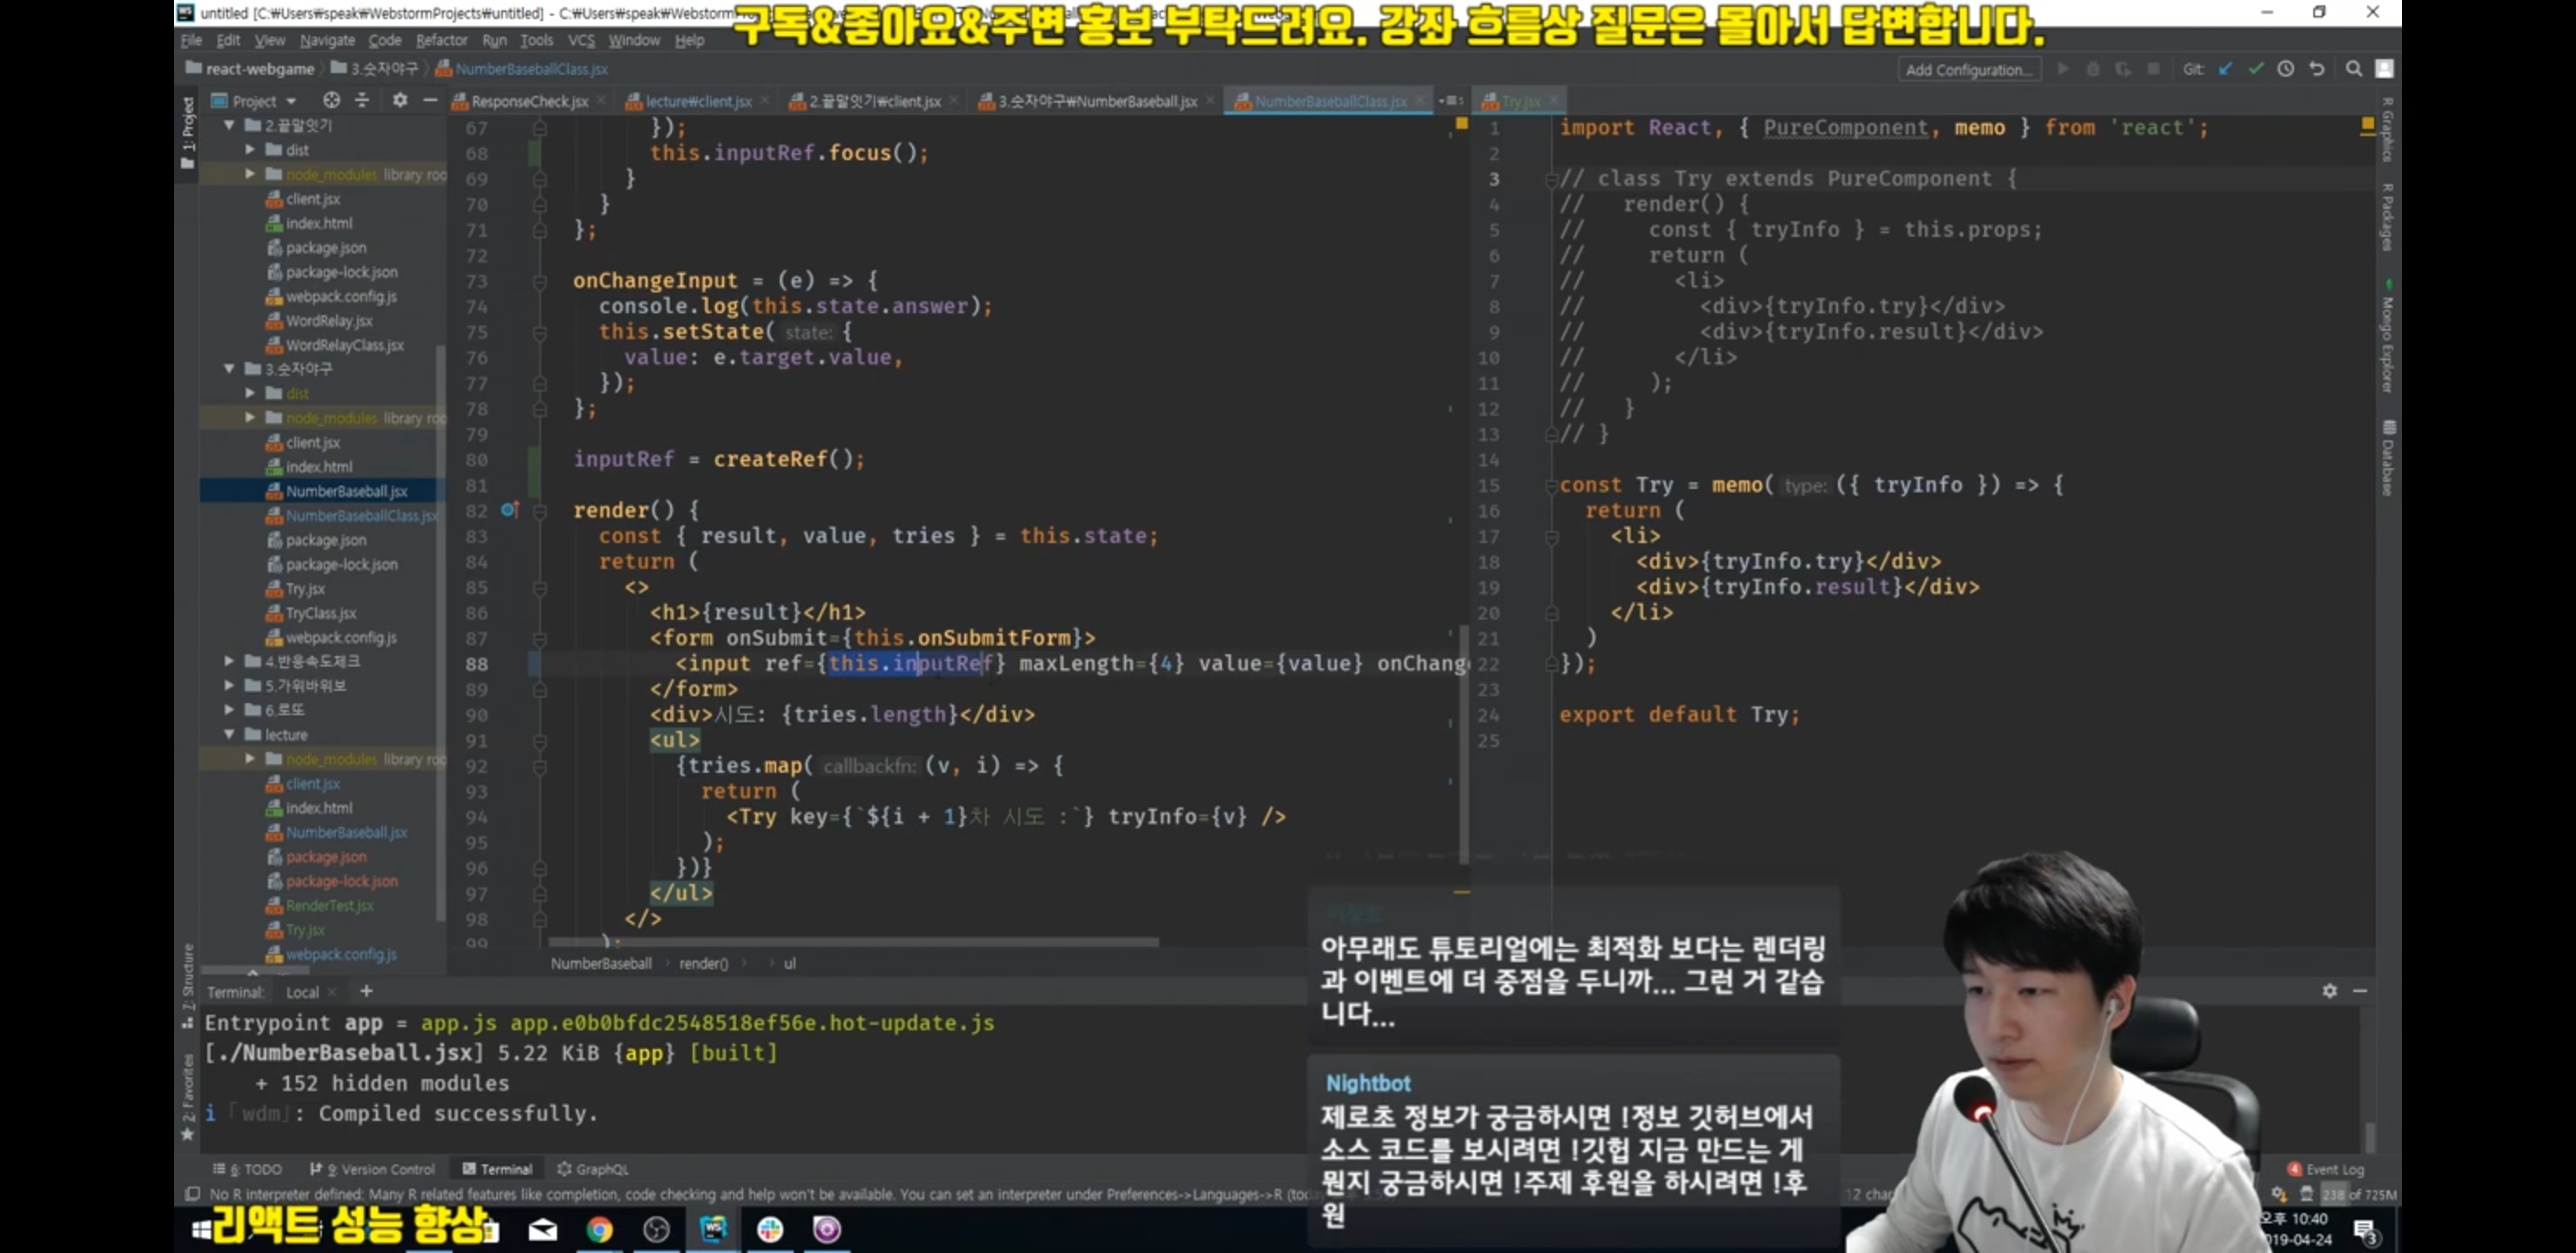 untitled [C:₩Users₩speak₩WebstormProjects₩untitled] - C:₩Users₩speak₩Webstorm
구독&좋아요&주변 홍보 부탁드려요. 강좌 흐름상 질문은 몰아서 답변합니다.
File Edit View Navigate Code Refactor Run Tools VCS Window Help
react-webgame 3.숫자야구 NumberBaseballClass.jsx
Add Configuration... Git:
Project
ResponseCheck.jsx lecture₩client.jsx 2.끝말잇기₩client.jsx 3.숫자야구₩NumberBaseball.jsx NumberBaseballClass.jsx Try.jsx
1: Project
2.끝말잇기
dist
node_modules library roo
client.jsx
index.html
package.json
package-lock.json
webpack.config.js
WordRelay.jsx
WordRelayClass.jsx
3.숫자야구
dist
node_modules library roo
client.jsx
index.html
NumberBaseball.jsx
NumberBaseballClass.jsx
package.json
package-lock.json
Try.jsx
TryClass.jsx
webpack.config.js
4.반응속도체크
5.가위바위보
6.로또
lecture
node_modules library roo
client.jsx
index.html
NumberBaseball.jsx
package.json
package-lock.json
RenderTest.jsx
Try.jsx
webpack.config.js
67 });
68 this.inputRef.focus();
69 }
70 }
71 };
72
73 onChangeInput = (e) => {
74 console.log(this.state.answer);
75 this.setState( state: {
76 value: e.target.value,
77 });
78 };
79
80 inputRef = createRef();
81
82 render() {
83 const { result, value, tries } = this.state;
84 return (
85 <>
86 <h1>{result}</h1>
87 <form onSubmit={this.onSubmitForm}>
88 <input ref={this.inputRef} maxLength={4} value={value} onChang
89 </form>
90 <div>시도: {tries.length}</div>
91 <ul>
92 {tries.map( callbackfn: (v, i) => {
93 return (
94 <Try key={`${i + 1}차 시도 :`} tryInfo={v} />
95 );
96 })}
97 </ul>
98 </>
99 );
NumberBaseball render() ul
1 import React, { PureComponent, memo } from 'react';
2
3 // class Try extends PureComponent {
4 // render() {
5 // const { tryInfo } = this.props;
6 // return (
7 // <li>
8 // <div>{tryInfo.try}</div>
9 // <div>{tryInfo.result}</div>
10 // </li>
11 // );
12 // }
13 // }
14
15 const Try = memo( type: ({ tryInfo }) => {
16 return (
17 <li>
18 <div>{tryInfo.try}</div>
19 <div>{tryInfo.result}</div>
20 </li>
21 )
22 });
23
24 export default Try;
25
R Graphics
R Packages
Mongo Explorer
Database
아무래도 튜토리얼에는 최적화 보다는 렌더링
과 이벤트에 더 중점을 두니까... 그런 거 같습
니다...
Nightbot
제로초 정보가 궁금하시면 !정보 깃허브에서
소스 코드를 보시려면 !깃헙 지금 만드는 게
뭔지 궁금하시면 !주제 후원을 하시려면 !후
원
7: Structure
2: Favorites
Terminal: Local +
Entrypoint app = app.js app.e0b0bfdc2548518ef56e.hot-update.js
[./NumberBaseball.jsx] 5.22 KiB {app} [built]
+ 152 hidden modules
i ｢wdm｣: Compiled successfully.
6: TODO 9: Version Control Terminal GraphQL
4 Event Log
No R interpreter defined: Many R related features like completion, code checking and help won't be available. You can set an interpreter under Preferences->Languages->R (toda
12 char
238 of 725M
리액트 성능 향상
오후 10:40
019-04-24
3